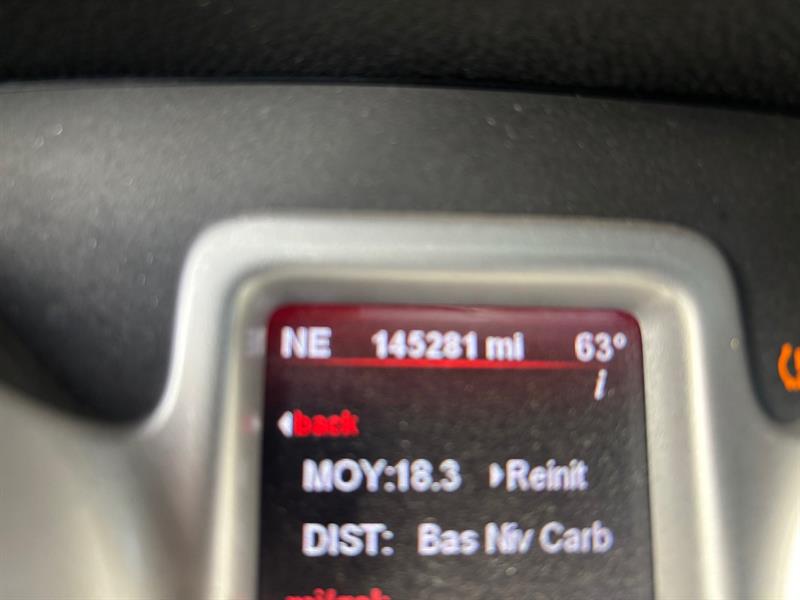 NE 145281 mi 63°
i
back
MOY:18.3 Reinit
DIST: Bas Niv Carb